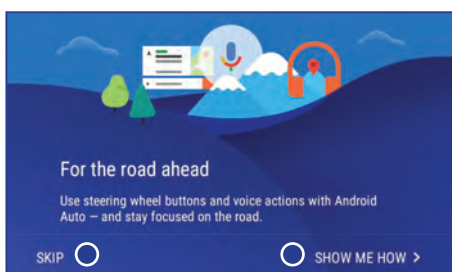 For the road ahead
Use steering wheel buttons and voice actions with Android
Auto — and stay focused on the road.
SKIP
SHOW ME HOW >